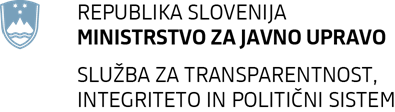 REPUBLIKA SLOVENIJA
MINISTRSTVO ZA JAVNO UPRAVO
SLUŽBA ZA TRANSPARENTNOST,
INTEGRITETO IN POLITIČNI SISTEM